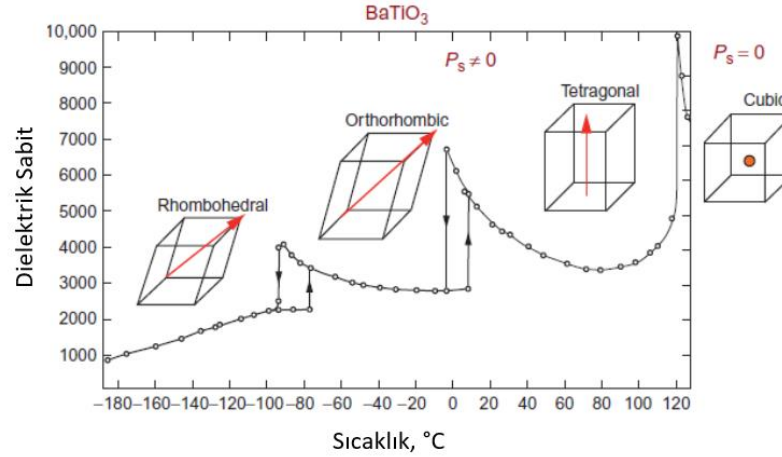 BaTiO3
Ps ≠ 0
Ps = 0
Dielektrik Sabit
10,000
9000
8000
7000
6000
5000
4000
3000
2000
1000
Rhombohedral
Orthorhombic
Tetragonal
Cubic
−180 −160 −140 −120 −100 −80 −60 −40 −20 0 20 40 60 80 100 120
Sıcaklık, °C